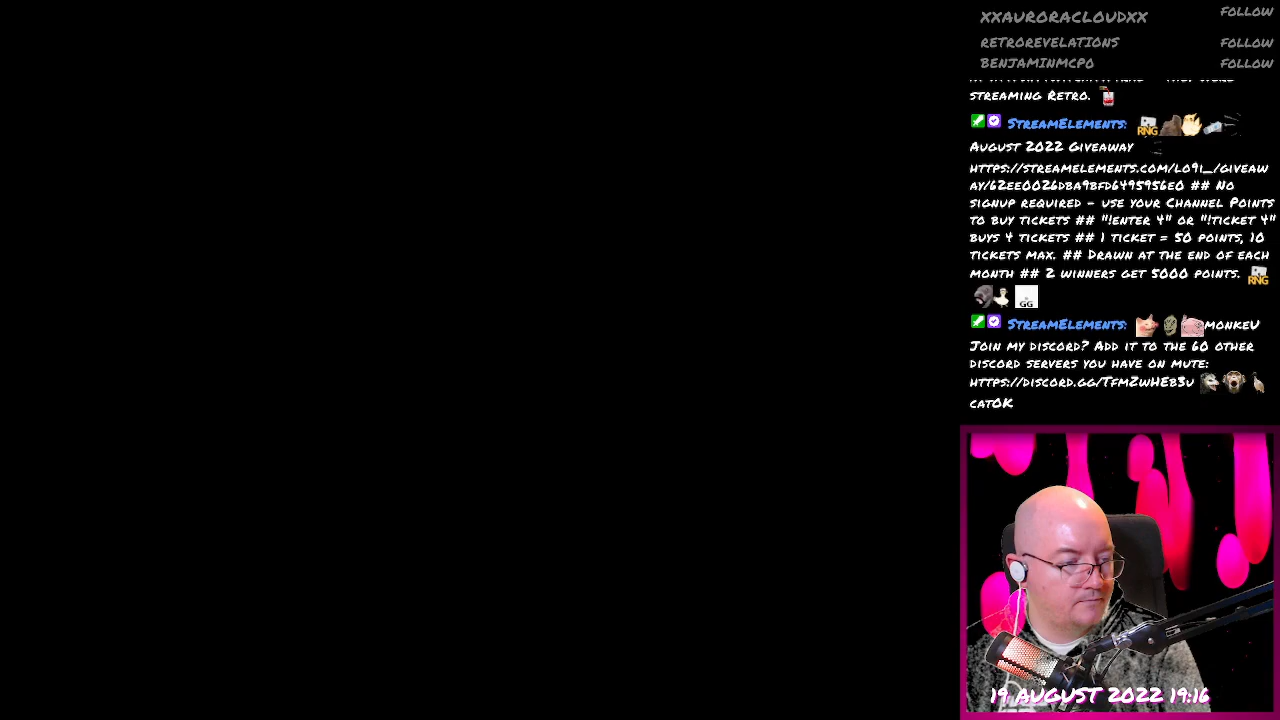 xxAuroraCloudxx Follow
RetroRevelations Follow
BenjaminMcPo Follow
streaming Retro.
StreamElements: RNG
August 2022 Giveaway
https://streamelements.com/lo9i_/giveaw
ay/62ee0026dba9bfd6495956e0 ## No
signup required - use your Channel Points
to buy tickets ## "!enter 4" or "!ticket 4"
buys 4 tickets ## 1 ticket = 50 points, 10
tickets max. ## Drawn at the end of each
month ## 2 winners get 5000 points. RNG
GG
StreamElements: monkeU
Join my discord? Add it to the 60 other
discord servers you have on mute:
https://discord.gg/TfmZwHEb3u
catOK
19 August 2022 19:16